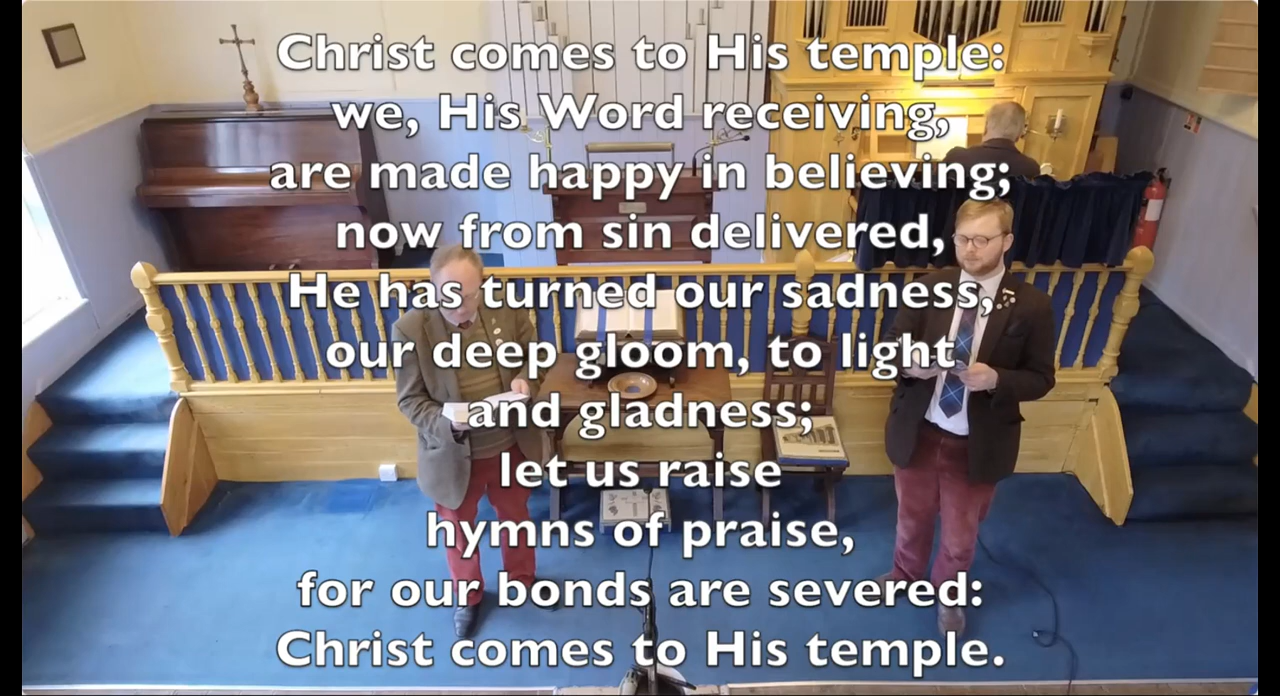 Christ comes to His temple:
we, His Word receiving,
are made happy in believing;
now from sin delivered,
He has turned our sadness,
our deep gloom, to light
and gladness;
let us raise
hymns of praise,
for our bonds are severed:
Christ comes to His temple.